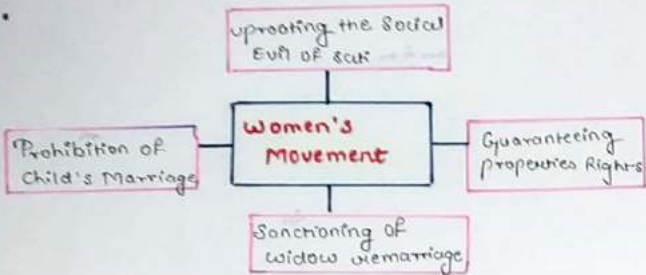 uprooting the Social
Evil of Sati
Women's
Movement
Prohibition of
Child's Marriage
Guaranteeing
properties Rights
Sanctioning of
widow remarriage